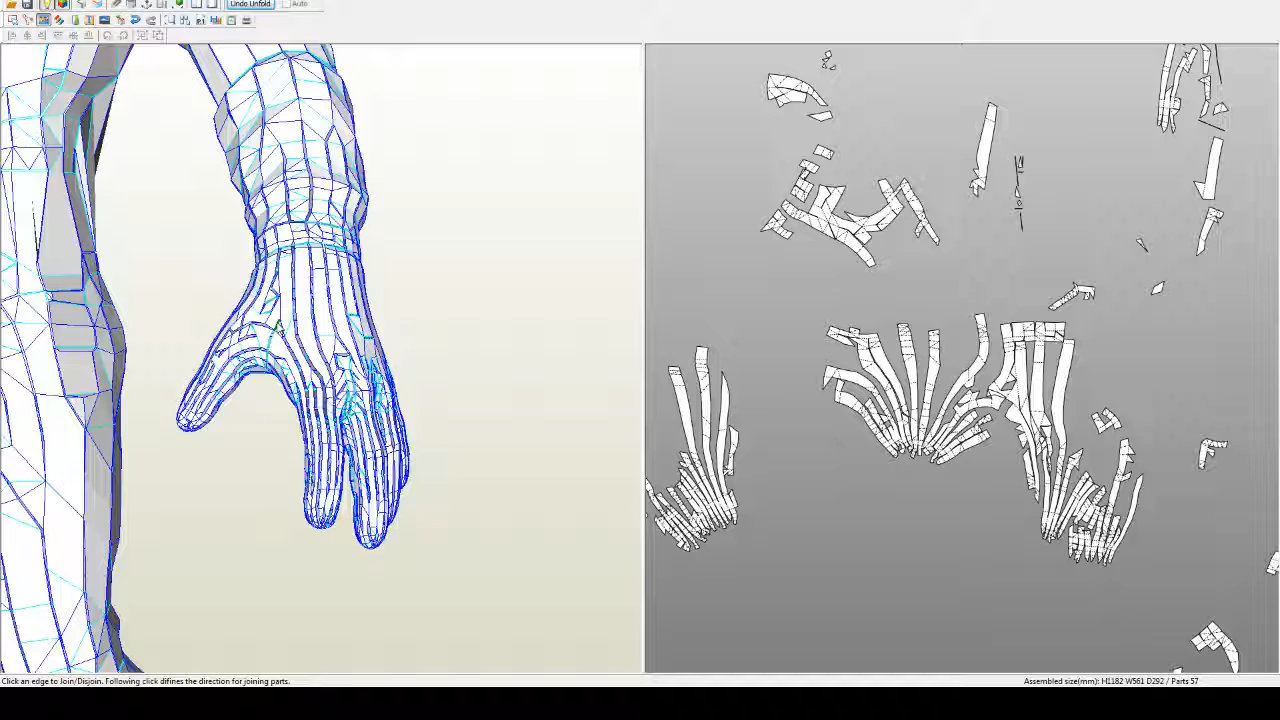 Undo Unfold
Auto
Click an edge to Join/Disjoin. Following click difines the direction for joining parts.
Assembled size(mm): H1182 W561 D292 / Parts 57